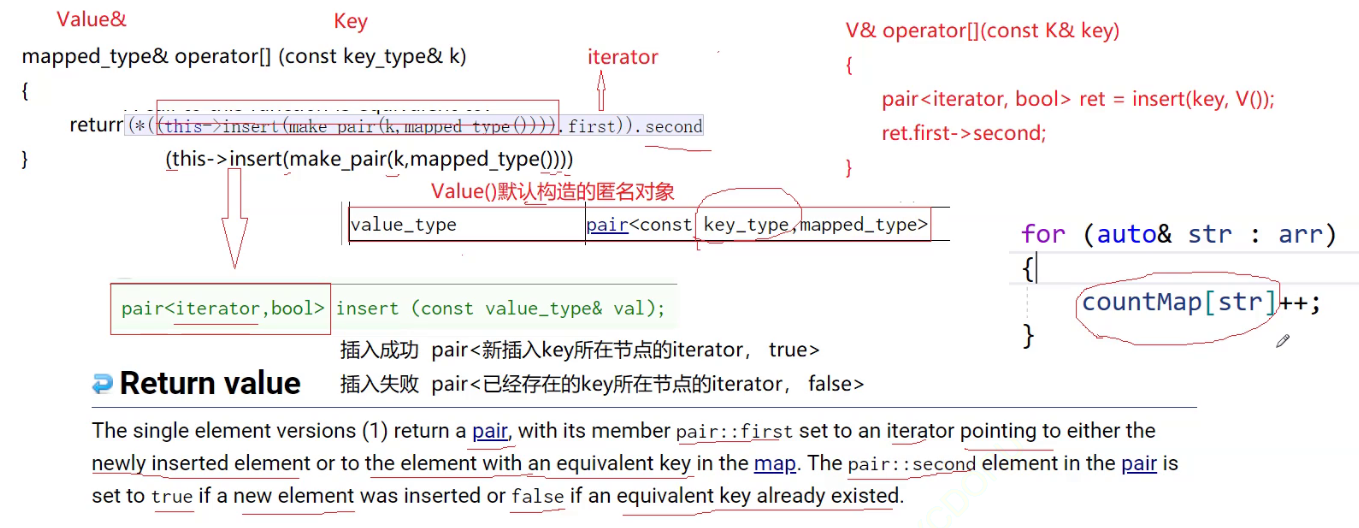 Value&
Key
mapped_type& operator[] (const key_type& k)
iterator
{
returr(*((this->insert(make_pair(k,mapped_type()))).first)).second
}
(this->insert(make_pair(k,mapped_type())))
Value()默认构造的匿名对象
value_type
pair<const key_type,mapped_type>
V& operator[](const K& key)
{
pair<iterator, bool> ret = insert(key, V());
ret.first->second;
}
for (auto& str : arr)
{
countMap[str]++;
}
pair<iterator,bool> insert (const value_type& val);
插入成功 pair<新插入key所在节点的iterator, true>
插入失败 pair<已经存在的key所在节点的iterator, false>
Return value
The single element versions (1) return a pair, with its member pair::first set to an iterator pointing to either the
newly inserted element or to the element with an equivalent key in the map. The pair::second element in the pair is
set to true if a new element was inserted or false if an equivalent key already existed.